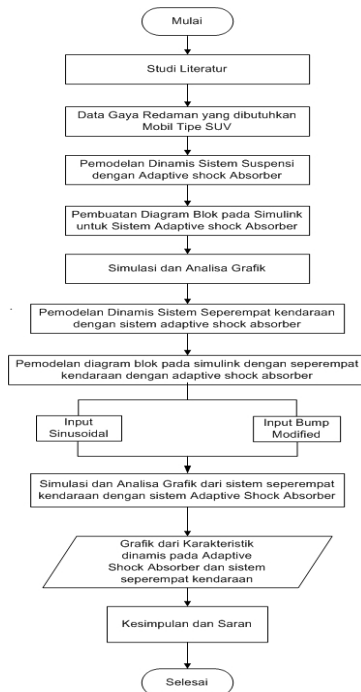 Mulai
Studi Literatur
Data Gaya Redaman yang dibutuhkan
Mobil Tipe SUV
Pemodelan Dinamis Sistem Suspensi
dengan Adaptive shock Absorber
Pembuatan Diagram Blok pada Simulink
untuk Sistem Adaptive shock Absorber
Simulasi dan Analisa Grafik
Pemodelan Dinamis Sistem Seperempat kendaraan
dengan sistem adaptive shock absorber
Pemodelan diagram blok pada simulink dengan seperempat
kendaraan dengan adaptive shock absorber
Input
Sinusoidal
Input Bump
Modified
Simulasi dan Analisa Grafik dari sistem seperempat
kendaraan dengan sistem Adaptive Shock Absorber
Grafik dari Karakteristik
dinamis pada Adaptive
Shock Absorber dan sistem
seperempat kendaraan
Kesimpulan dan Saran
Selesai